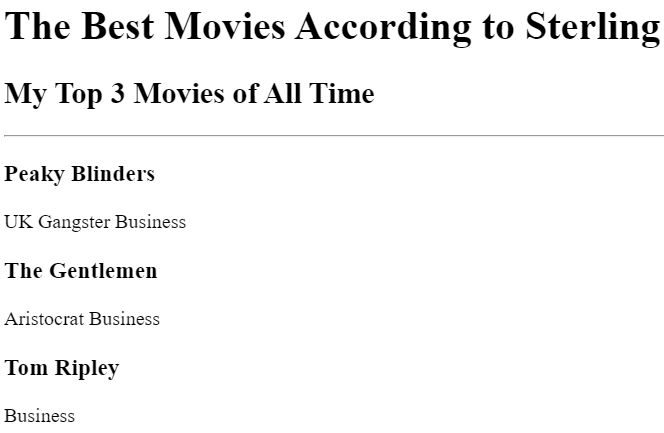 The Best Movies According to Sterling
My Top 3 Movies of All Time
Peaky Blinders
UK Gangster Business
The Gentlemen
Aristocrat Business
Tom Ripley
Business